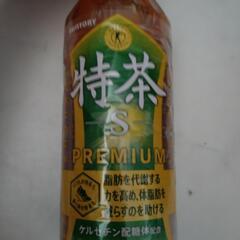 SUNTORY
特茶
S
PREMIUM
脂肪を代謝する
力を高め、体脂肪を
減らすのを助ける
ケルセチン配糖体配合